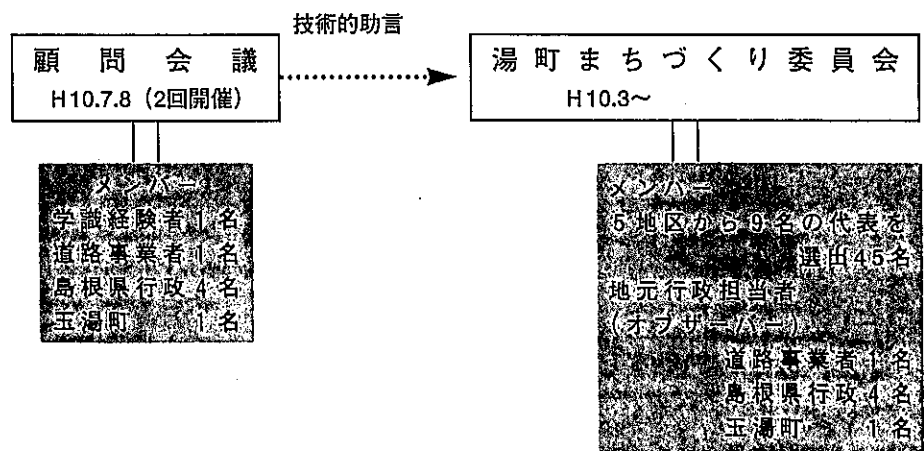 技術的助言
顧問会議
H10.7.8（2回開催）
湯町まちづくり委員会
H10.3～
メンバー
学識経験者1名
道路事業者1名
島根県行政4名
玉湯町 1名
メンバー
5地区から9名の代表を
選出45名
地元行政担当者
(オブザーバー)
道路事業者1名
島根県行政4名
玉湯町 1名